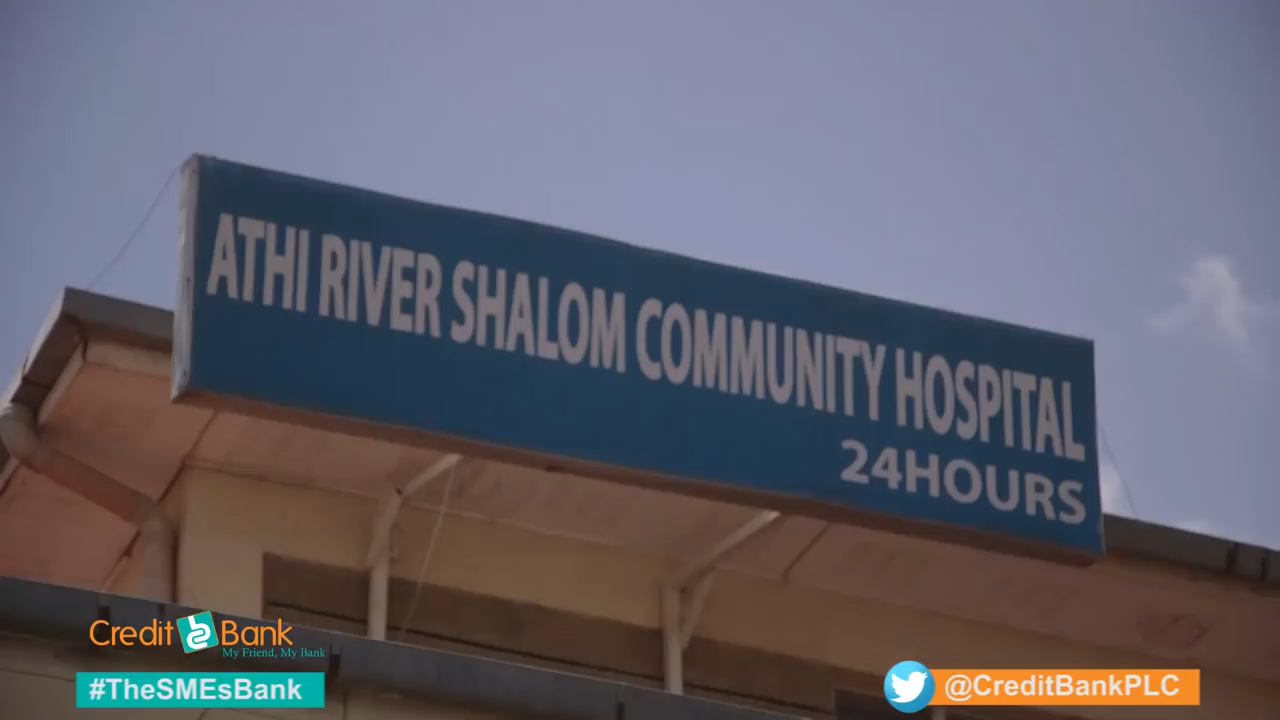 ATHI RIVER SHALOM COMMUNITY HOSPITAL
24HOURS
Credit Bank
My Friend, My Bank
#TheSMEsBank
@CreditBankPLC